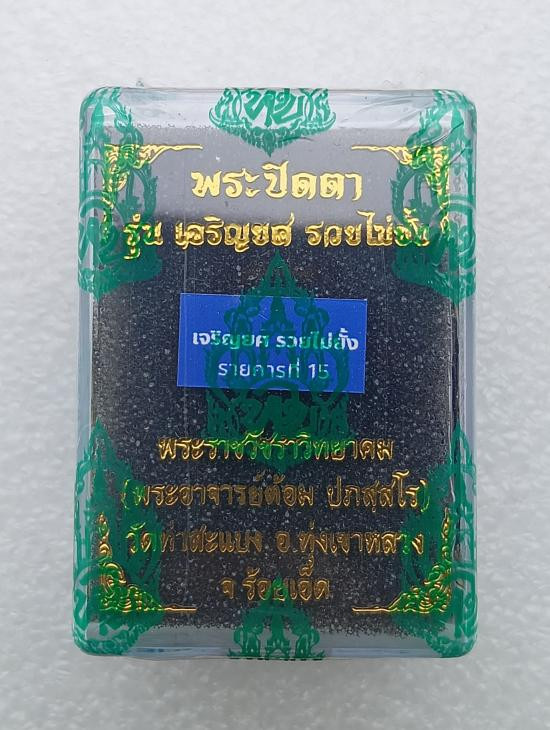 พระปิดตา
รุ่น เจริญยศ รวยไม่ยั้ง
เจริญยศ รวยไม่ยั้ง
รายการที่ 15
พระราชวัชราวิทยาคม
(พระอาจารย์ต้อม ปภสฺสโร)
วัดท่าสะแบง อ.ทุ่งเขาหลวง
จ.ร้อยเอ็ด